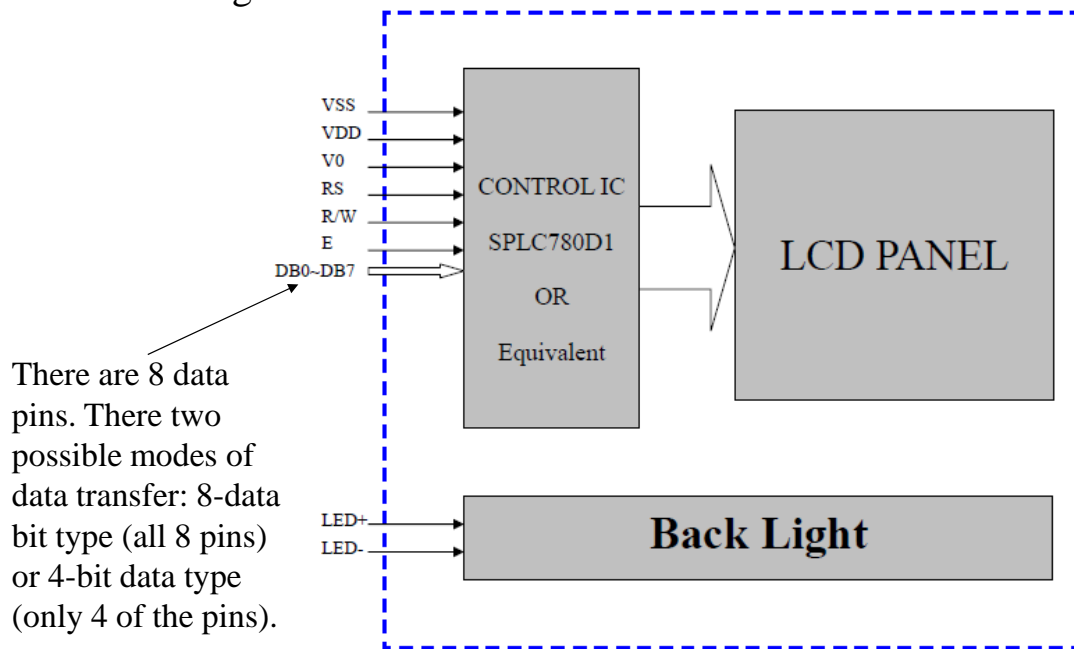 VSS
VDD
V0
RS
R/W
E
DB0~DB7
CONTROL IC
SPLC780D1
OR
Equivalent
LCD PANEL
There are 8 data
pins. There two
possible modes of
data transfer: 8-data
bit type (all 8 pins)
or 4-bit data type
(only 4 of the pins).
LED+
LED-
Back Light